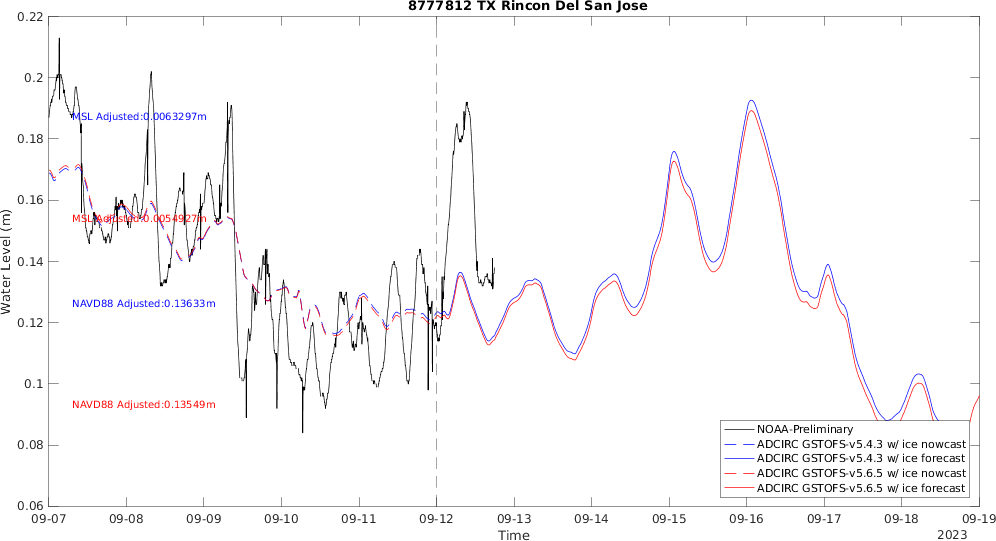 8777812 TX Rincon Del San Jose
0.22
0.2
0.18
0.16
0.14
0.12
0.1
0.08
0.06
Water Level (m)
MSL Adjusted:0.0063297m
MSL Adjusted:0.0054927m
NAVD88 Adjusted:0.13633m
NAVD88 Adjusted:0.13549m
NOAA-Preliminary
ADCIRC GSTOFS-v5.4.3 w/ ice nowcast
ADCIRC GSTOFS-v5.4.3 w/ ice forecast
ADCIRC GSTOFS-v5.6.5 w/ ice nowcast
ADCIRC GSTOFS-v5.6.5 w/ ice forecast
09-07 09-08 09-09 09-10 09-11 09-12 09-13 09-14 09-15 09-16 09-17 09-18 09-19
Time
2023